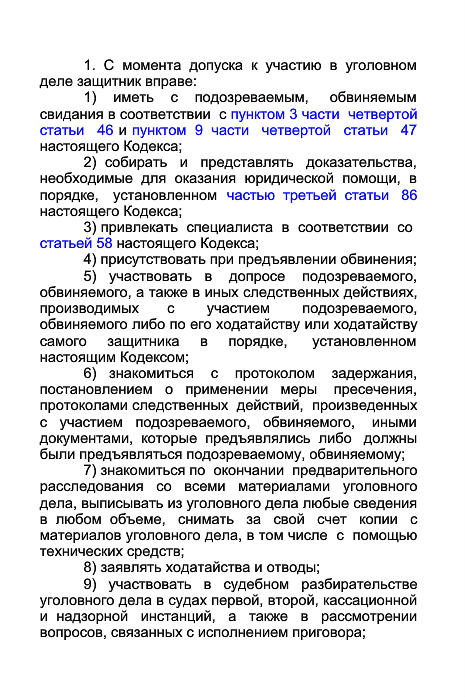 1. С момента допуска к участию в уголовном
деле защитник вправе:
1) иметь с подозреваемым, обвиняемым
свидания в соответствии с пунктом 3 части четвертой
статьи 46 и пунктом 9 части четвертой статьи 47
настоящего Кодекса;
2) собирать и представлять доказательства,
необходимые для оказания юридической помощи, в
порядке, установленном частью третьей статьи 86
настоящего Кодекса;
3) привлекать специалиста в соответствии со
статьей 58 настоящего Кодекса;
4) присутствовать при предъявлении обвинения;
5) участвовать в допросе подозреваемого,
обвиняемого, а также в иных следственных действиях,
производимых с участием подозреваемого,
обвиняемого либо по его ходатайству или ходатайству
самого защитника в порядке, установленном
настоящим Кодексом;
6) знакомиться с протоколом задержания,
постановлением о применении меры пресечения,
протоколами следственных действий, произведенных
с участием подозреваемого, обвиняемого, иными
документами, которые предъявлялись либо должны
были предъявляться подозреваемому, обвиняемому;
7) знакомиться по окончании предварительного
расследования со всеми материалами уголовного
дела, выписывать из уголовного дела любые сведения
в любом объеме, снимать за свой счет копии с
материалов уголовного дела, в том числе с помощью
технических средств;
8) заявлять ходатайства и отводы;
9) участвовать в судебном разбирательстве
уголовного дела в судах первой, второй, кассационной
и надзорной инстанций, а также в рассмотрении
вопросов, связанных с исполнением приговора;